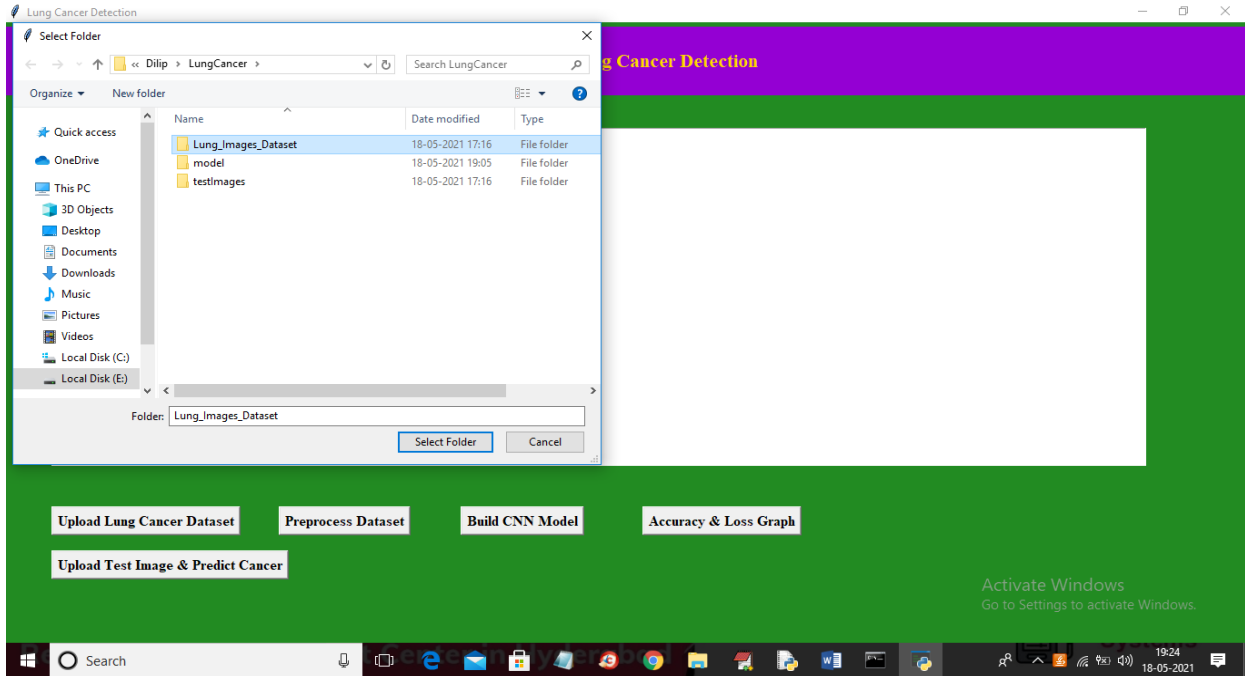 Lung Cancer Detection
Select Folder
« Dilip > LungCancer >
Search LungCancer
g Cancer Detection
Organize
New folder
Name
Date modified
Type
Quick access
OneDrive
This PC
3D Objects
Desktop
Documents
Downloads
Music
Pictures
Videos
Local Disk (C:)
Local Disk (E:)
Lung_Images_Dataset 18-05-2021 17:16 File folder
model 18-05-2021 19:05 File folder
testImages 18-05-2021 17:16 File folder
Folder: Lung_Images_Dataset
Select Folder
Cancel
Upload Lung Cancer Dataset
Preprocess Dataset
Build CNN Model
Accuracy & Loss Graph
Upload Test Image & Predict Cancer
Activate Windows
Go to Settings to activate Windows.
Search
19:24
18-05-2021